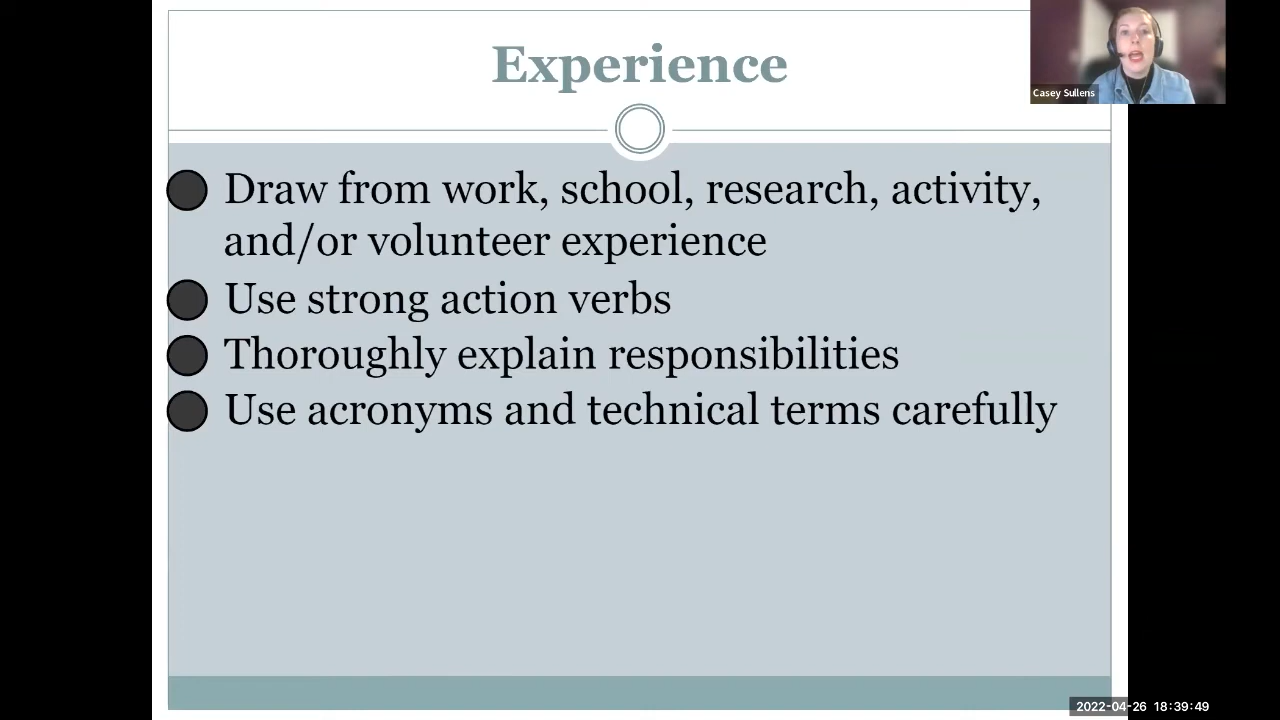 Experience
Casey Sullens
Draw from work, school, research, activity,
and/or volunteer experience
Use strong action verbs
Thoroughly explain responsibilities
Use acronyms and technical terms carefully
2022-04-26 18:39:49